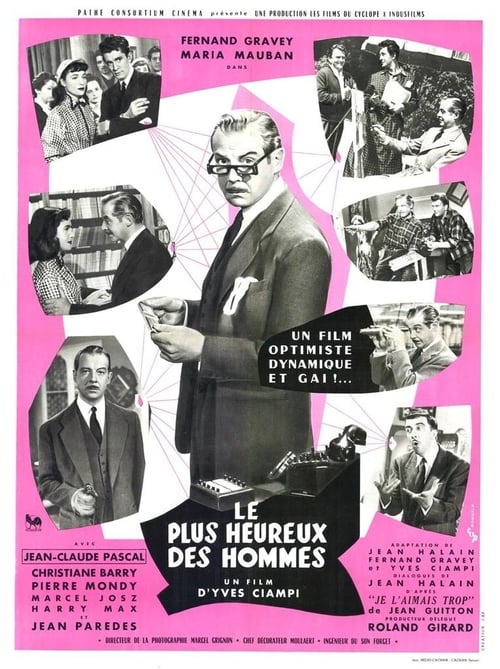 PATHE CONSORTIUM CINÉMA présente UNE PRODUCTION LES FILMS DU CYCLOPE & INDUSFILMS
FERNAND GRAVEY
MARIA MAUBAN
DANS
UN FILM
OPTIMISTE
DYNAMIQUE
ET GAI !...
LE
PLUS HEUREUX
DES HOMMES
UN FILM
D'YVES CIAMPI
AVEC
JEAN-CLAUDE PASCAL
CHRISTIANE BARRY
PIERRE MONDY
MARCEL JOSZ
HARRY MAX
ET
JEAN PAREDES
ADAPTATION DE
JEAN HALAIN
FERNAND GRAVEY
et YVES CIAMPI
DIALOGUES DE
JEAN HALAIN
D'APRÈS
"JE L'AIMAIS TROP"
de JEAN GUITTON
PRODUCTEUR DÉLÉGUÉ
ROLAND GIRARD
• DIRECTEUR DE LA PHOTOGRAPHIE MARCEL GRIGNON • CHEF DÉCORATEUR MOULAERT • INGÉNIEUR DU SON FORGET •